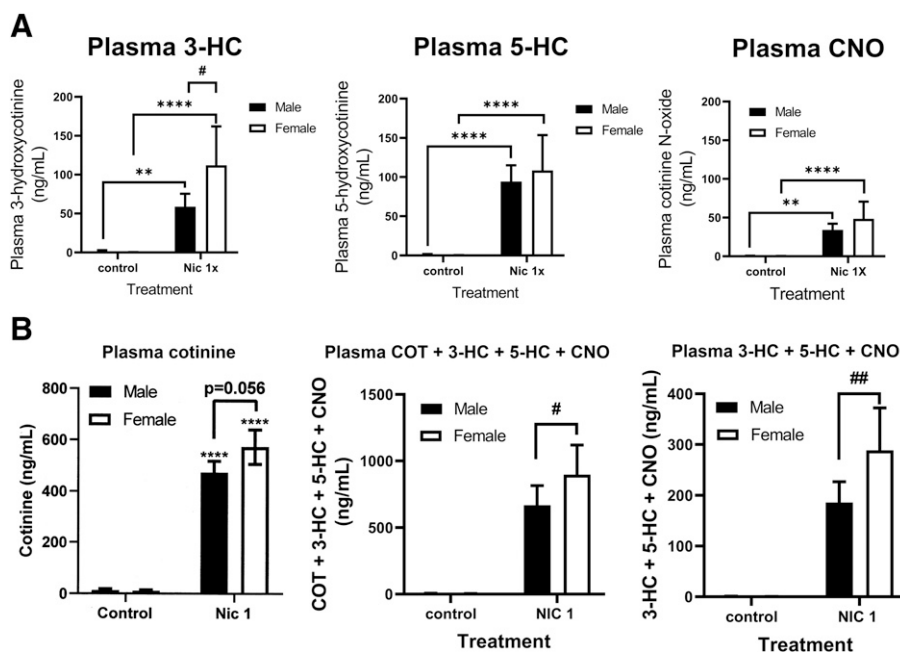 A
Plasma 3-HC
Plasma 3-hydroxycotinine
(ng/mL)
200
150
100
50
0
#
****
**
Male
Female
control
Nic 1x
Treatment
Plasma 5-HC
Plasma 5-hydroxycotinine
(ng/mL)
200
150
100
50
0
****
****
Male
Female
control
Nic 1x
Treatment
Plasma CNO
Plasma cotinine N-oxide
(ng/mL)
200
150
100
50
0
Male
Female
****
**
control
Nic 1X
Treatment
B
Plasma cotinine
Cotinine (ng/mL)
800
600
400
200
0
Male
Female
p=0.056
****
****
Control
Nic 1
Plasma COT + 3-HC + 5-HC + CNO
COT + 3-HC + 5-HC + CNO
(ng/mL)
1500
1000
500
0
Male
Female
#
control
NIC 1
Treatment
Plasma 3-HC + 5-HC + CNO
3-HC + 5-HC + CNO (ng/mL)
400
300
200
100
0
Male
Female
##
control
NIC 1
Treatment